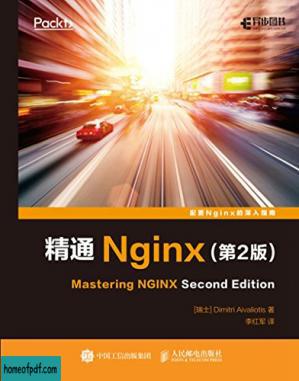 Packt
异步图书
配置Nginx的深入指南
精通 Nginx (第2版)
Mastering NGINX Second Edition
[瑞士] Dimitri Aivaliotis 著
李红军 译
中国工信出版集团
人民邮电出版社
homeofpdf.com